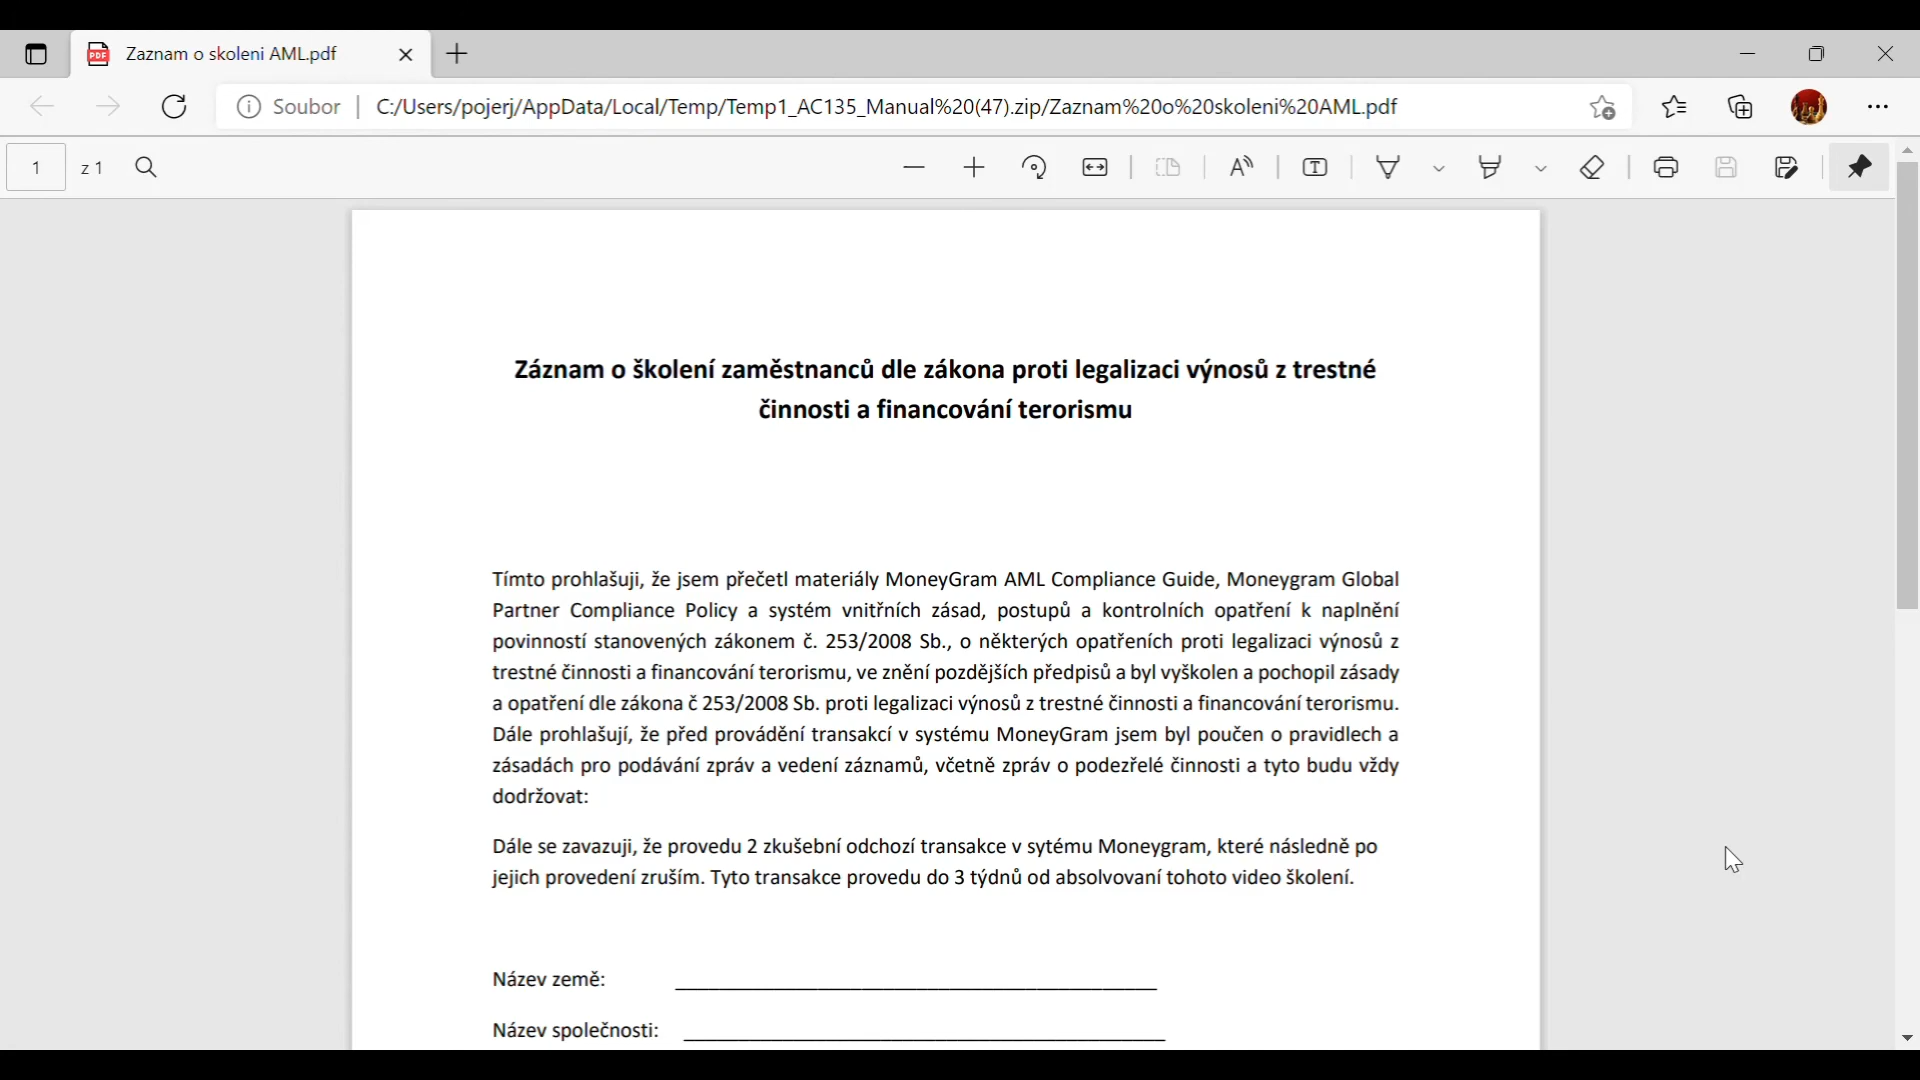 Zaznam o skoleni AML.pdf
Soubor | C:/Users/pojerj/AppData/Local/Temp/Temp1_AC135_Manual%20(47).zip/Zaznam%20o%20skoleni%20AML.pdf
1 z 1
Záznam o školení zaměstnanců dle zákona proti legalizaci výnosů z trestné
činnosti a financování terorismu
Tímto prohlašuji, že jsem přečetl materiály MoneyGram AML Compliance Guide, Moneygram Global
Partner Compliance Policy a systém vnitřních zásad, postupů a kontrolních opatření k naplnění
povinností stanovených zákonem č. 253/2008 Sb., o některých opatřeních proti legalizaci výnosů z
trestné činnosti a financování terorismu, ve znění pozdějších předpisů a byl vyškolen a pochopil zásady
a opatření dle zákona č 253/2008 Sb. proti legalizaci výnosů z trestné činnosti a financování terorismu.
Dále prohlašují, že před provádění transakcí v systému MoneyGram jsem byl poučen o pravidlech a
zásadách pro podávání zpráv a vedení záznamů, včetně zpráv o podezřelé činnosti a tyto budu vždy
dodržovat:
Dále se zavazuji, že provedu 2 zkušební odchozí transakce v sytému Moneygram, které následně po
jejich provedení zruším. Tyto transakce provedu do 3 týdnů od absolvovaní tohoto video školení.
Název země: ____________________________________________
Název společnosti: ____________________________________________